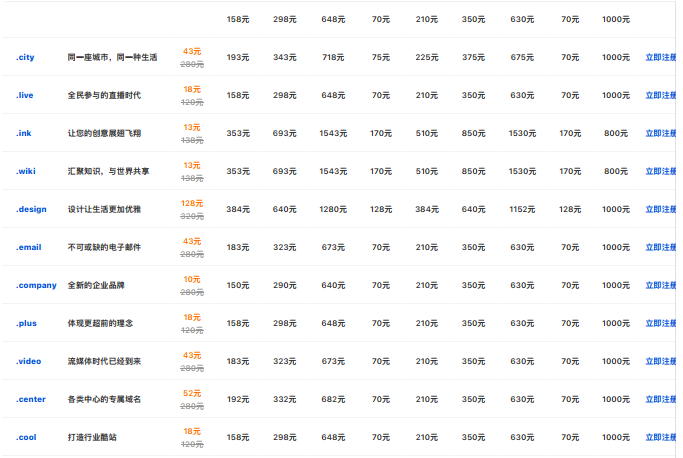 158元 298元 648元 70元 210元 350元 630元 70元 1000元
.city 同一座城市，同一种生活 43元 280元 193元 343元 718元 75元 225元 375元 675元 70元 1000元 立即注册
.live 全民参与的直播时代 18元 120元 158元 298元 648元 70元 210元 350元 630元 70元 1000元 立即注册
.ink 让您的创意展翅飞翔 13元 138元 353元 693元 1543元 170元 510元 850元 1530元 170元 800元 立即注册
.wiki 汇聚知识，与世界共享 13元 138元 353元 693元 1543元 170元 510元 850元 1530元 170元 800元 立即注册
.design 设计让生活更加优雅 128元 320元 384元 640元 1280元 128元 384元 640元 1152元 128元 1000元 立即注册
.email 不可或缺的电子邮件 43元 280元 183元 323元 673元 70元 210元 350元 630元 70元 1000元 立即注册
.company 全新的企业品牌 10元 280元 150元 290元 640元 70元 210元 350元 630元 70元 1000元 立即注册
.plus 体现更超前的理念 18元 120元 158元 298元 648元 70元 210元 350元 630元 70元 1000元 立即注册
.video 流媒体时代已经到来 43元 280元 183元 323元 673元 70元 210元 350元 630元 70元 1000元 立即注册
.center 各类中心的专属域名 52元 280元 192元 332元 682元 70元 210元 350元 630元 70元 1000元 立即注册
.cool 打造行业酷站 18元 120元 158元 298元 648元 70元 210元 350元 630元 70元 1000元 立即注册